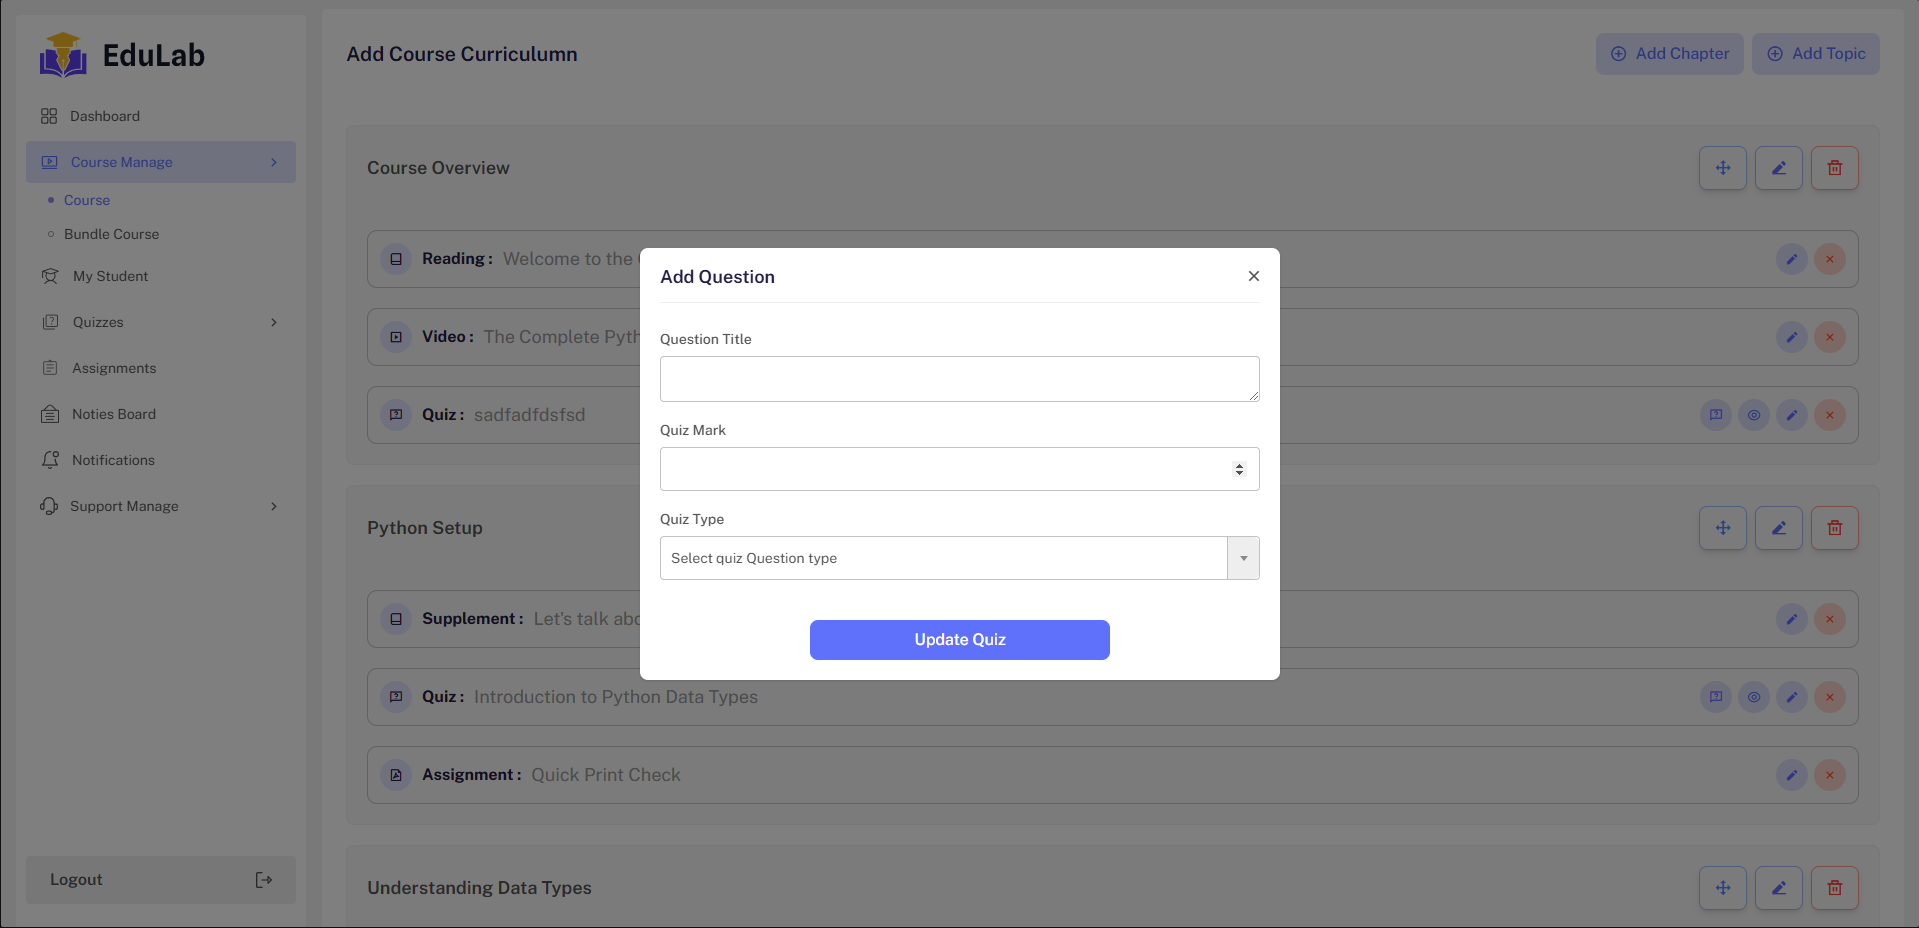 EduLab
Dashboard
Course Manage
Course
Bundle Course
My Student
Quizzes
Assignments
Noties Board
Notifications
Support Manage
Logout
Add Course Curriculumn
Add Chapter
Add Topic
Course Overview
Reading : Welcome to the
Video : The Complete Pyth
Quiz : sadfadfdsfsd
Python Setup
Supplement : Let's talk abo
Quiz : Introduction to Python Data Types
Assignment : Quick Print Check
Understanding Data Types
Add Question
Question Title
Quiz Mark
Quiz Type
Select quiz Question type
Update Quiz